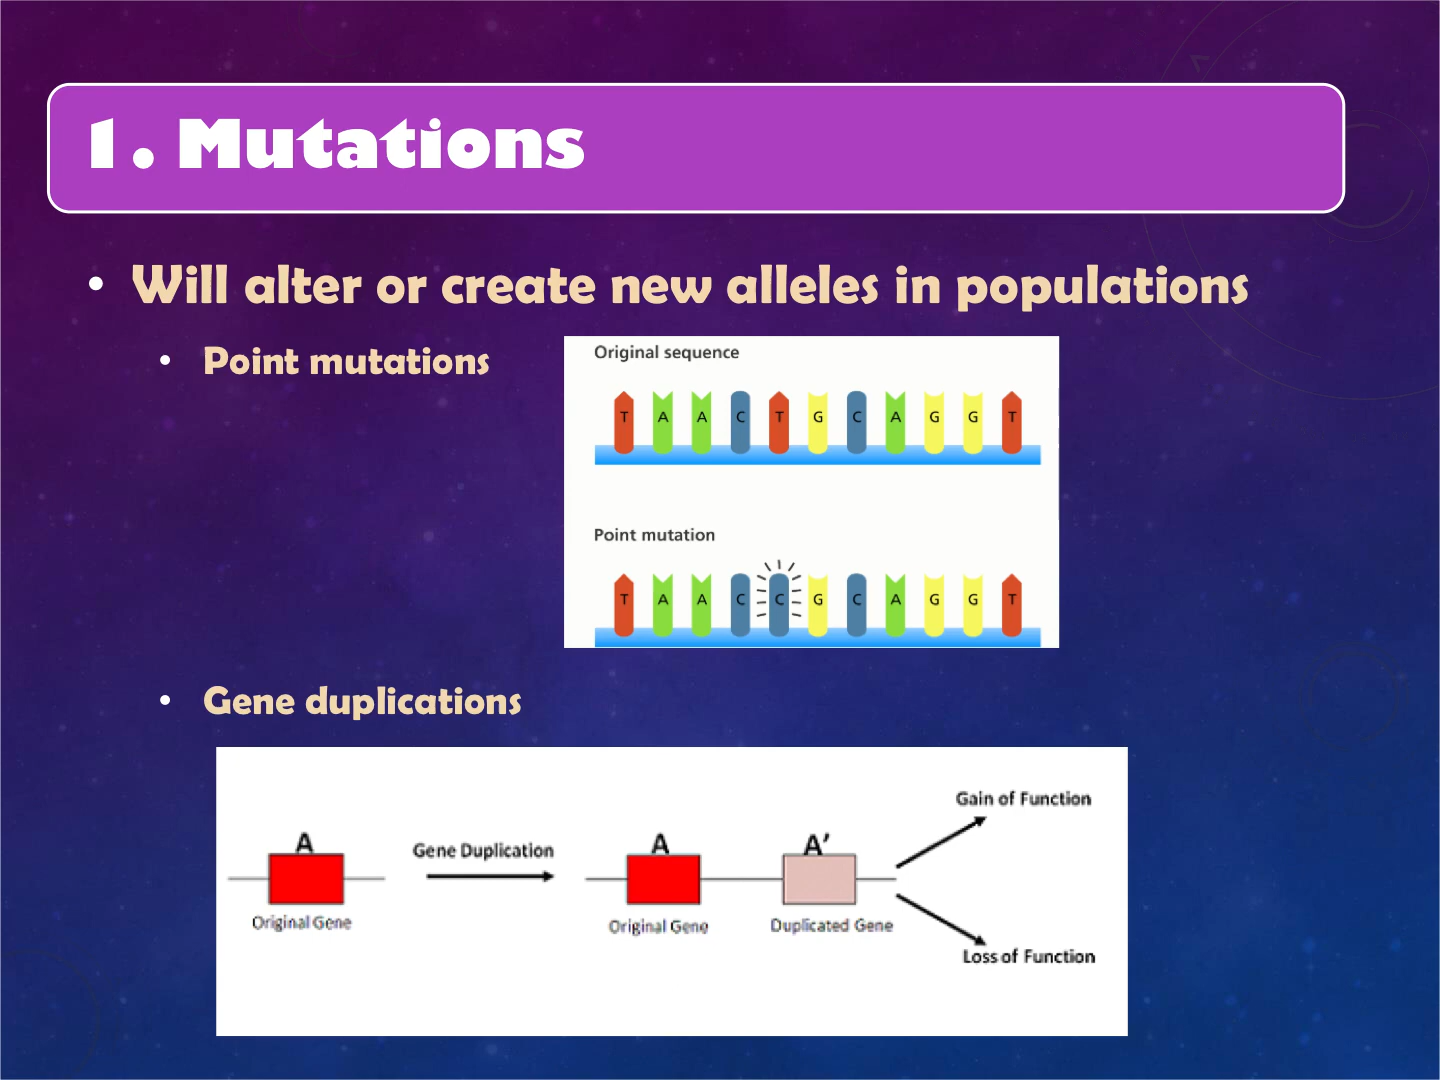 1. Mutations
• Will alter or create new alleles in populations
• Point mutations
Original sequence
T A A C T G C A G G T
Point mutation
T A A C C G C A G G T
• Gene duplications
A
Original Gene
Gene Duplication
A
Original Gene
A’
Duplicated Gene
Gain of Function
Loss of Function